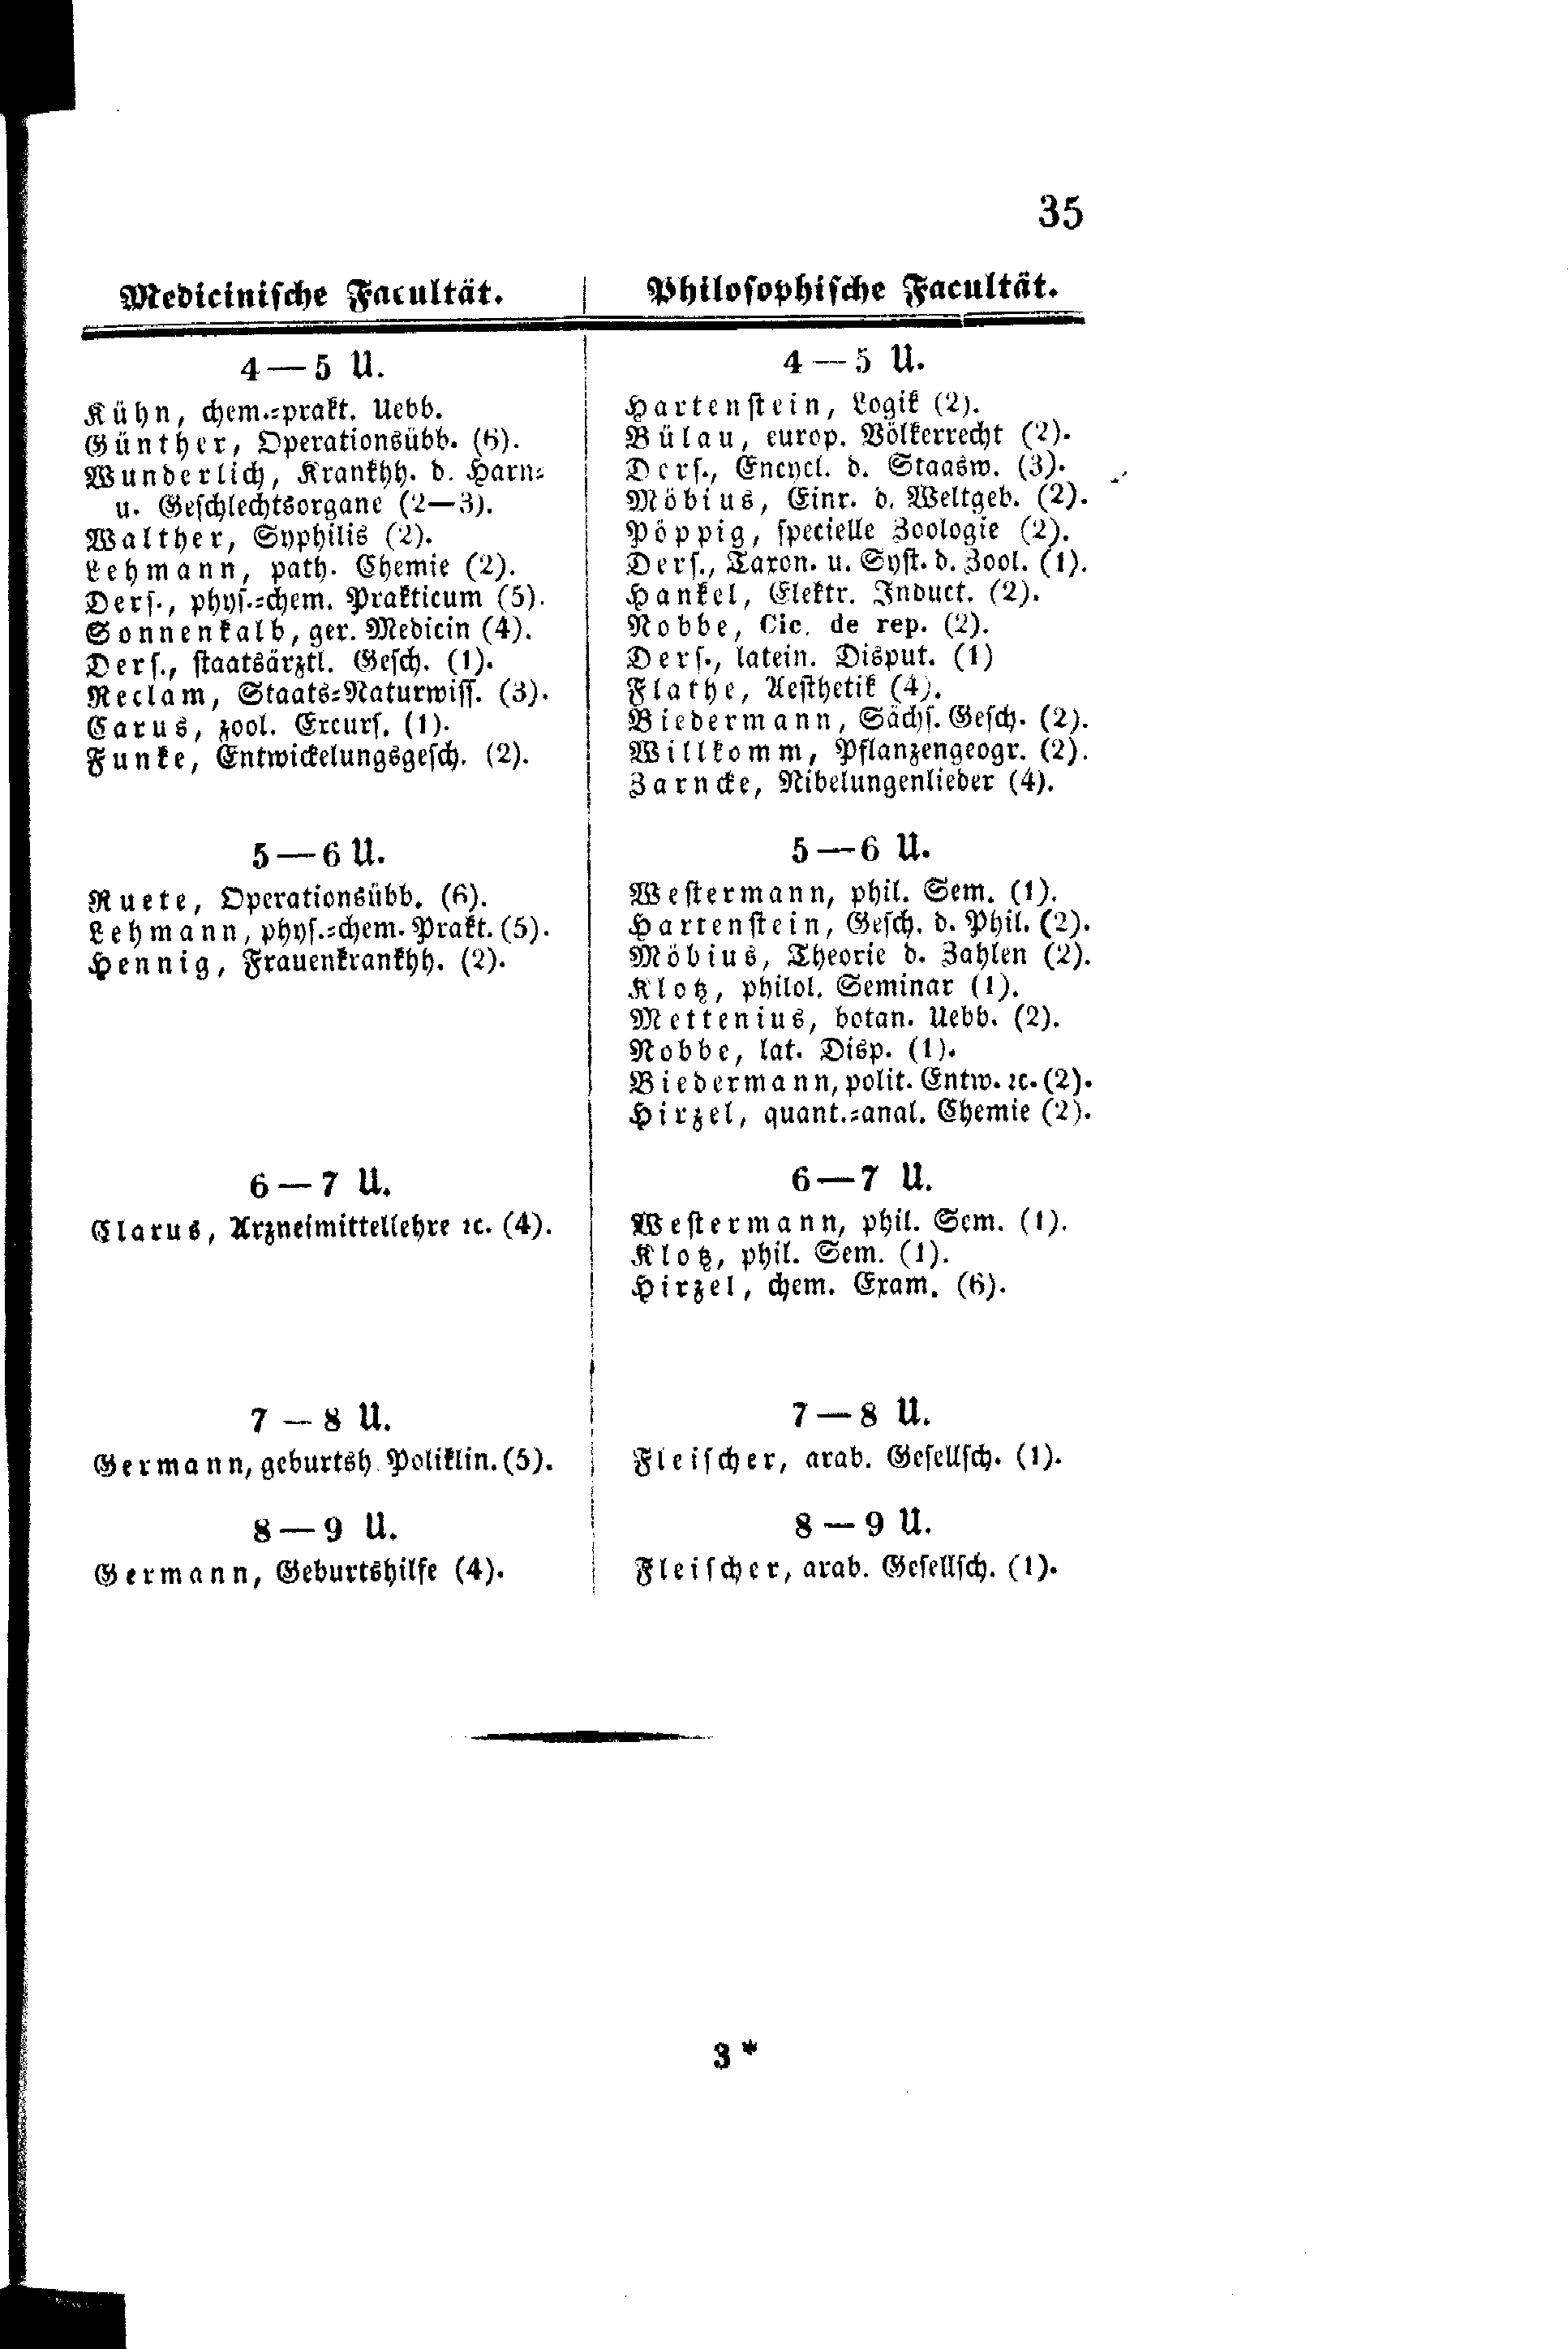 35
Medicinische Facultät.
4—5 U.
Kühn, chem.=prakt. Uebb.
Günther, Operationsübb. (6).
Wunderlich, Krankhh. d. Harn=
u. Geschlechtsorgane (2—3).
Walther, Syphilis (2).
Lehmann, path. Chemie (2).
Ders., phys.=chem. Prakticum (5).
Sonnenkalb, ger. Medicin (4).
Ders., staatsärztl. Gesch. (1).
Reclam, Staats=Naturwiss. (3).
Carus, zool. Excurs. (1).
Funke, Entwickelungsgesch. (2).
5—6 U.
Ruete, Operationsübb. (6).
Lehmann, phys.=chem. Prakt. (5).
Hennig, Frauenkrankhh. (2).
6—7 U.
Clarus, Arzneimittellehre ꝛc. (4).
7—8 U.
Germann, geburtsh. Poliklin. (5).
8—9 U.
Germann, Geburtshilfe (4).
Philosophische Facultät.
4—5 U.
Hartenstein, Logik (2).
Bülau, europ. Völkerrecht (2).
Ders., Encycl. d. Staasw. (3).
Möbius, Einr. d. Weltgeb. (2).
Pöppig, specielle Zoologie (2).
Ders., Taxon. u. Syst. d. Zool. (1).
Hankel, Elektr. Induct. (2).
Nobbe, Cic. de rep. (2).
Ders., latein. Disput. (1)
Flathe, Aesthetik (4).
Biedermann, Sächs. Gesch. (2).
Willkomm, Pflanzengeogr. (2).
Zarncke, Nibelungenlieder (4).
5—6 U.
Westermann, phil. Sem. (1).
Hartenstein, Gesch. d. Phil. (2).
Möbius, Theorie d. Zahlen (2).
Klotz, philol. Seminar (1).
Mettenius, botan. Uebb. (2).
Nobbe, lat. Disp. (1).
Biedermann, polit. Entw. ꝛc. (2).
Hirzel, quant.=anal. Chemie (2).
6—7 U.
Westermann, phil. Sem. (1).
Klotz, phil. Sem. (1).
Hirzel, chem. Exam. (6).
7—8 U.
Fleischer, arab. Gesellsch. (1).
8—9 U.
Fleischer, arab. Gesellsch. (1).
3*